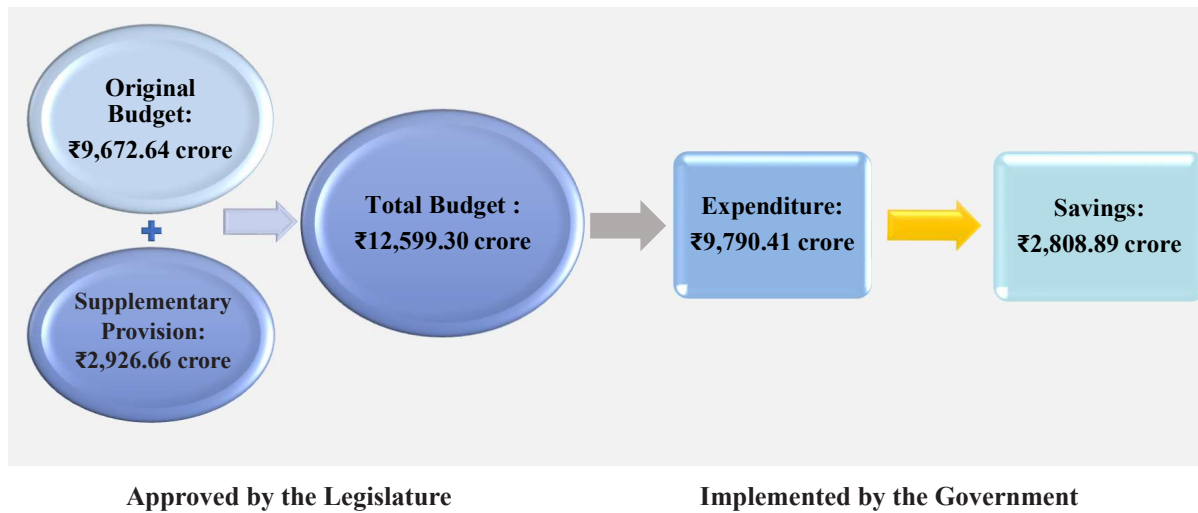 Original
Budget:
₹9,672.64 crore
+
Supplementary
Provision:
₹2,926.66 crore
Total Budget :
₹12,599.30 crore
Expenditure:
₹9,790.41 crore
Savings:
₹2,808.89 crore
Approved by the Legislature
Implemented by the Government